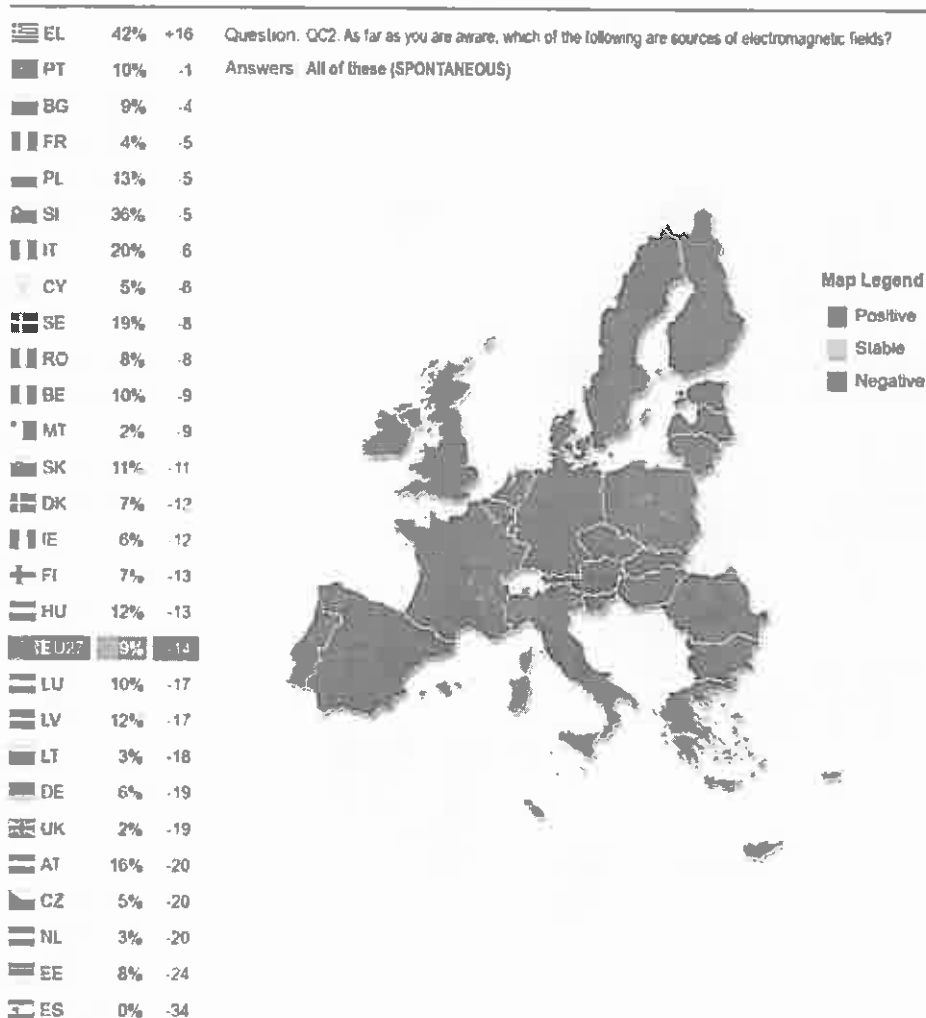 EL 42% +16
Question. QC2. As far as you are aware, which of the following are sources of electromagnetic fields?
PT 10% -1
Answers All of these (SPONTANEOUS)
BG 9% -4
FR 4% -5
PL 13% -5
SI 36% -5
IT 20% 6
CY 5% -6
SE 19% -8
RO 8% -8
BE 10% -9
MT 2% -9
SK 11% -11
DK 7% -12
IE 6% -12
FI 7% -13
HU 12% -13
EU27 9% -14
LU 10% -17
LV 12% -17
LT 3% -18
DE 6% -19
UK 2% -19
AT 16% -20
CZ 5% -20
NL 3% -20
EE 8% -24
ES 0% -34
Map Legend
Positive
Stable
Negative